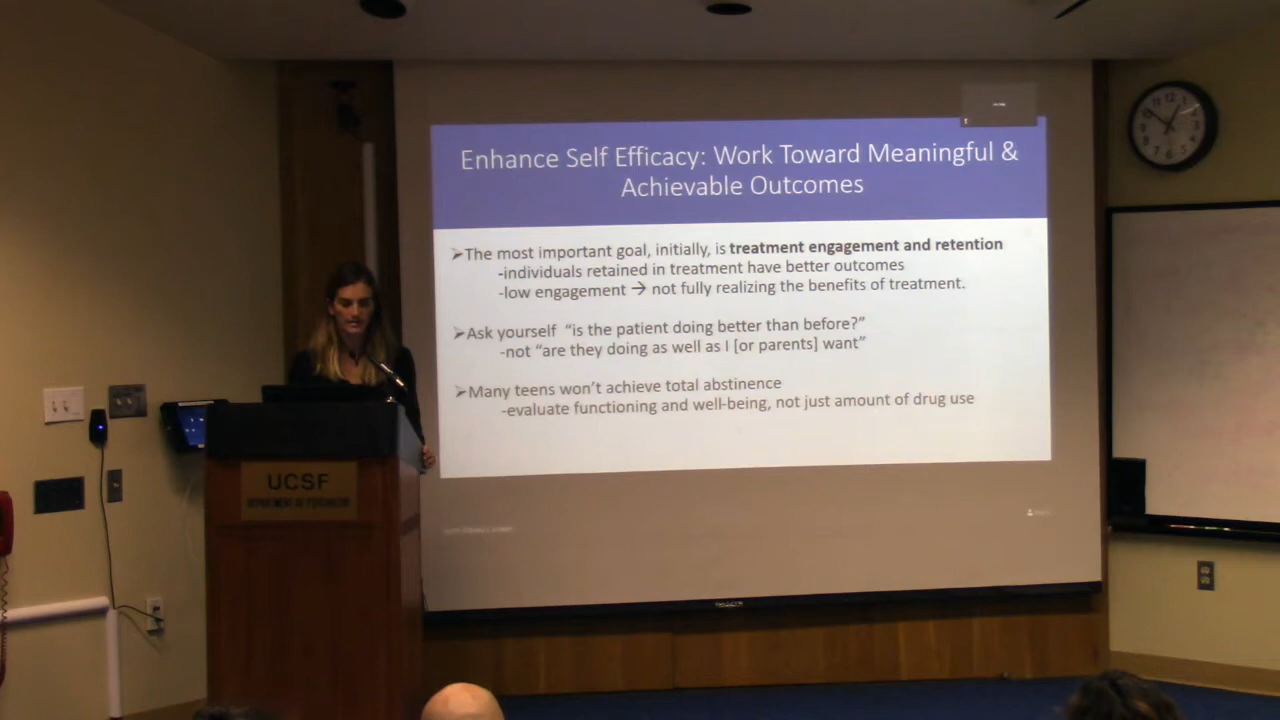 Enhance Self Efficacy: Work Toward Meaningful &
Achievable Outcomes
➢The most important goal, initially, is treatment engagement and retention
-individuals retained in treatment have better outcomes
-low engagement → not fully realizing the benefits of treatment.
➢Ask yourself "is the patient doing better than before?"
-not "are they doing as well as I [or parents] want"
➢Many teens won't achieve total abstinence
-evaluate functioning and well-being, not just amount of drug use
UCSF